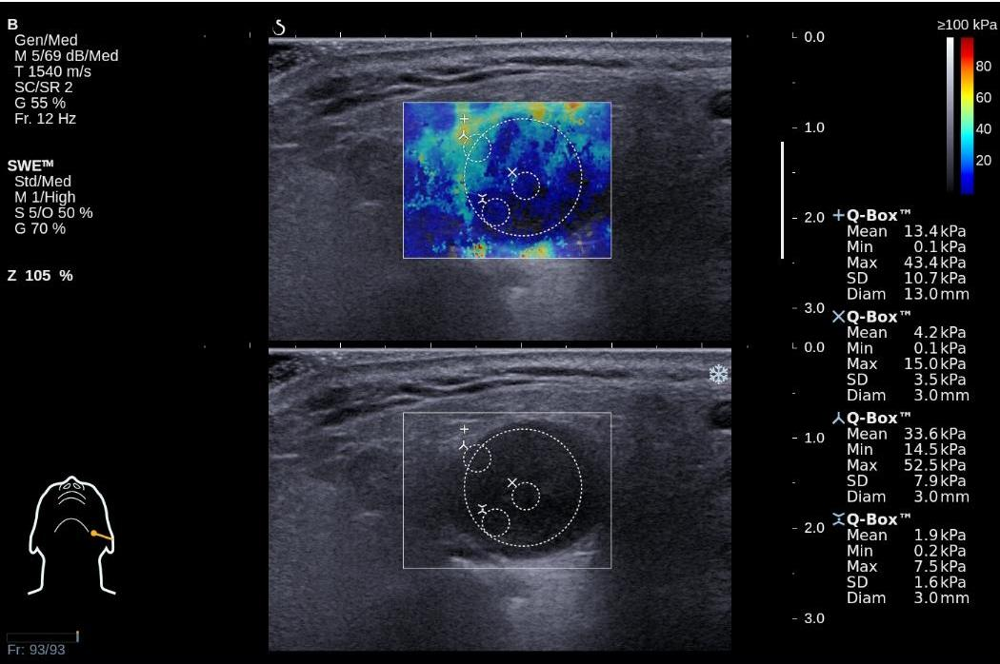 B
Gen/Med
M 5/69 dB/Med
T 1540 m/s
SC/SR 2
G 55 %
Fr. 12 Hz
SWE™
Std/Med
M 1/High
S 5/O 50 %
G 70 %
Z 105 %
Fr: 93/93
0.0
1.0
2.0
3.0
0.0
1.0
2.0
3.0
≥100 kPa
80
60
40
20
+Q-Box™
Mean 13.4 kPa
Min 0.1 kPa
Max 43.4 kPa
SD 10.7 kPa
Diam 13.0 mm
Q-Box™
Mean 4.2 kPa
Min 0.1 kPa
Max 15.0 kPa
SD 3.5 kPa
Diam 3.0 mm
Q-Box™
Mean 33.6 kPa
Min 14.5 kPa
Max 52.5 kPa
SD 7.9 kPa
Diam 3.0 mm
Q-Box™
Mean 1.9 kPa
Min 0.2 kPa
Max 7.5 kPa
SD 1.6 kPa
Diam 3.0 mm